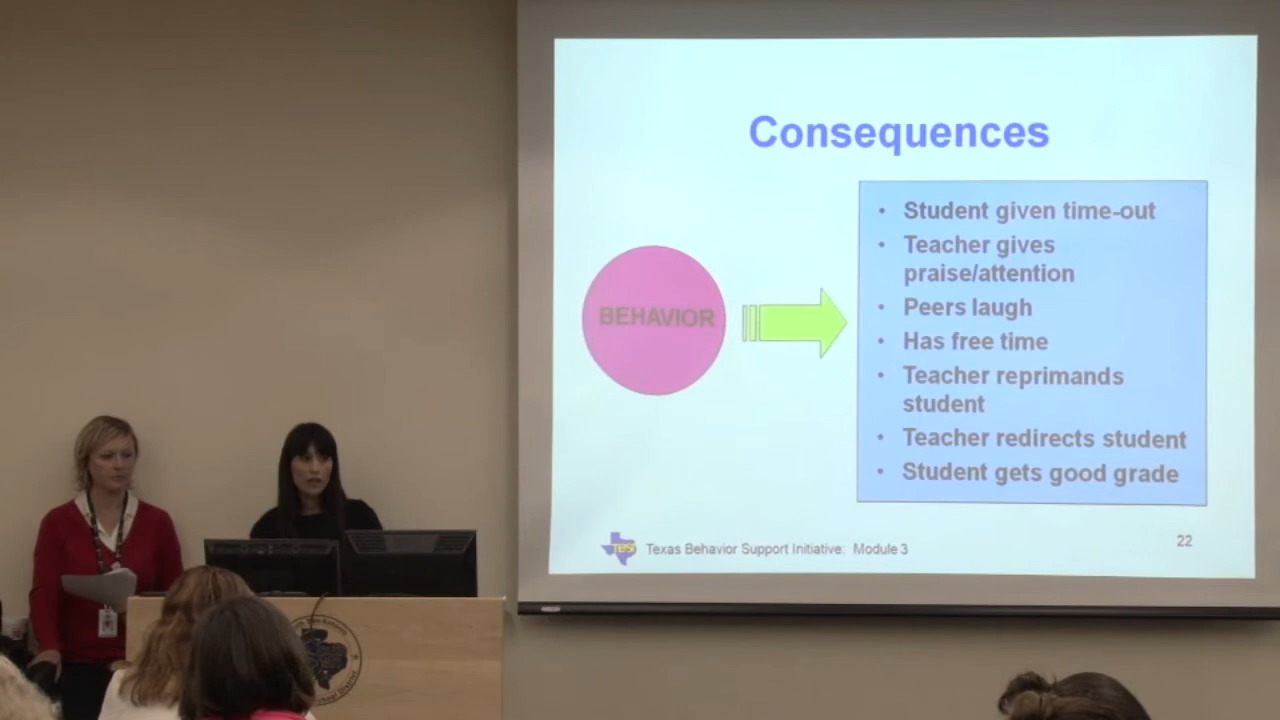 Consequences
BEHAVIOR
• Student given time-out
• Teacher gives
praise/attention
• Peers laugh
• Has free time
• Teacher reprimands
student
• Teacher redirects student
• Student gets good grade
TBSI Texas Behavior Support Initiative: Module 3
22